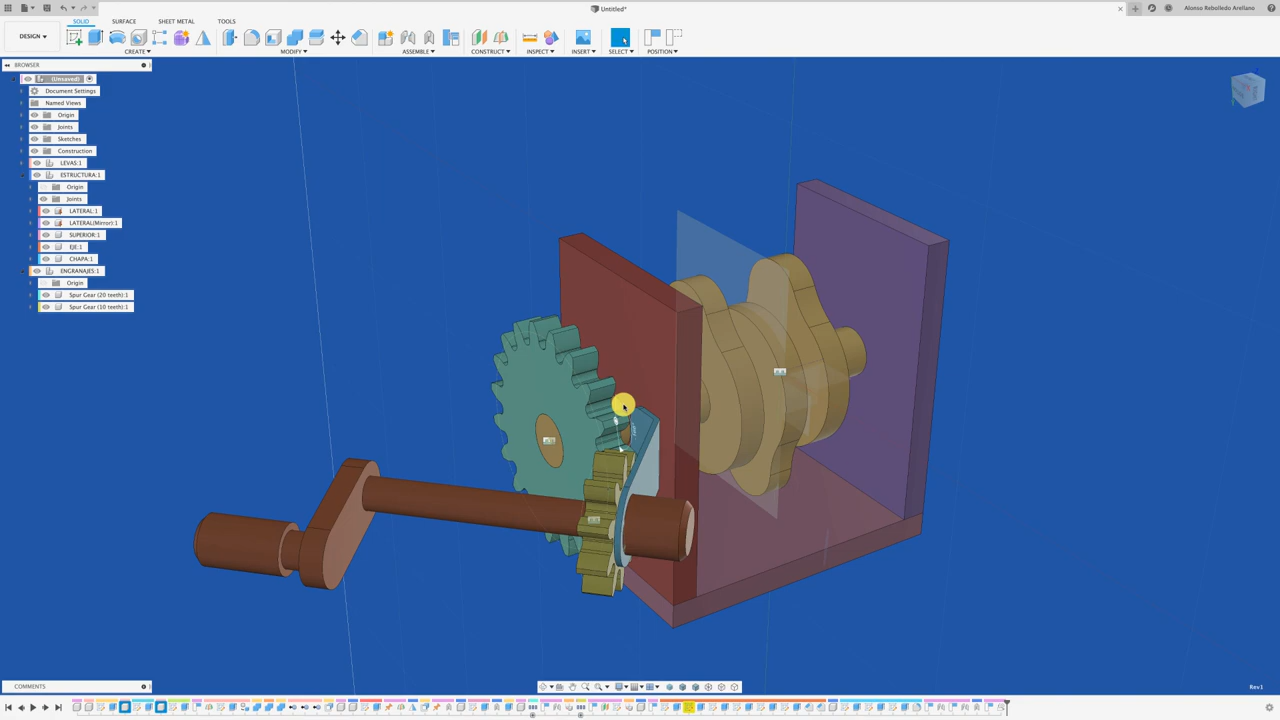 Untitled*
Alonso Rebolledo Arellano
DESIGN
SOLID SURFACE SHEET METAL TOOLS
CREATE MODIFY ASSEMBLE CONSTRUCT INSPECT INSERT SELECT POSITION
BROWSER
(Unsaved)
Document Settings
Named Views
Origin
Joints
Sketches
Construction
LEVAS:1
ESTRUCTURA:1
Origin
Joints
LATERAL:1
LATERAL(Mirror):1
SUPERIOR:1
EJE:1
CHAPA:1
ENGRANAJES:1
Origin
Spur Gear (20 teeth):1
Spur Gear (10 teeth):1
COMMENTS
Rev1